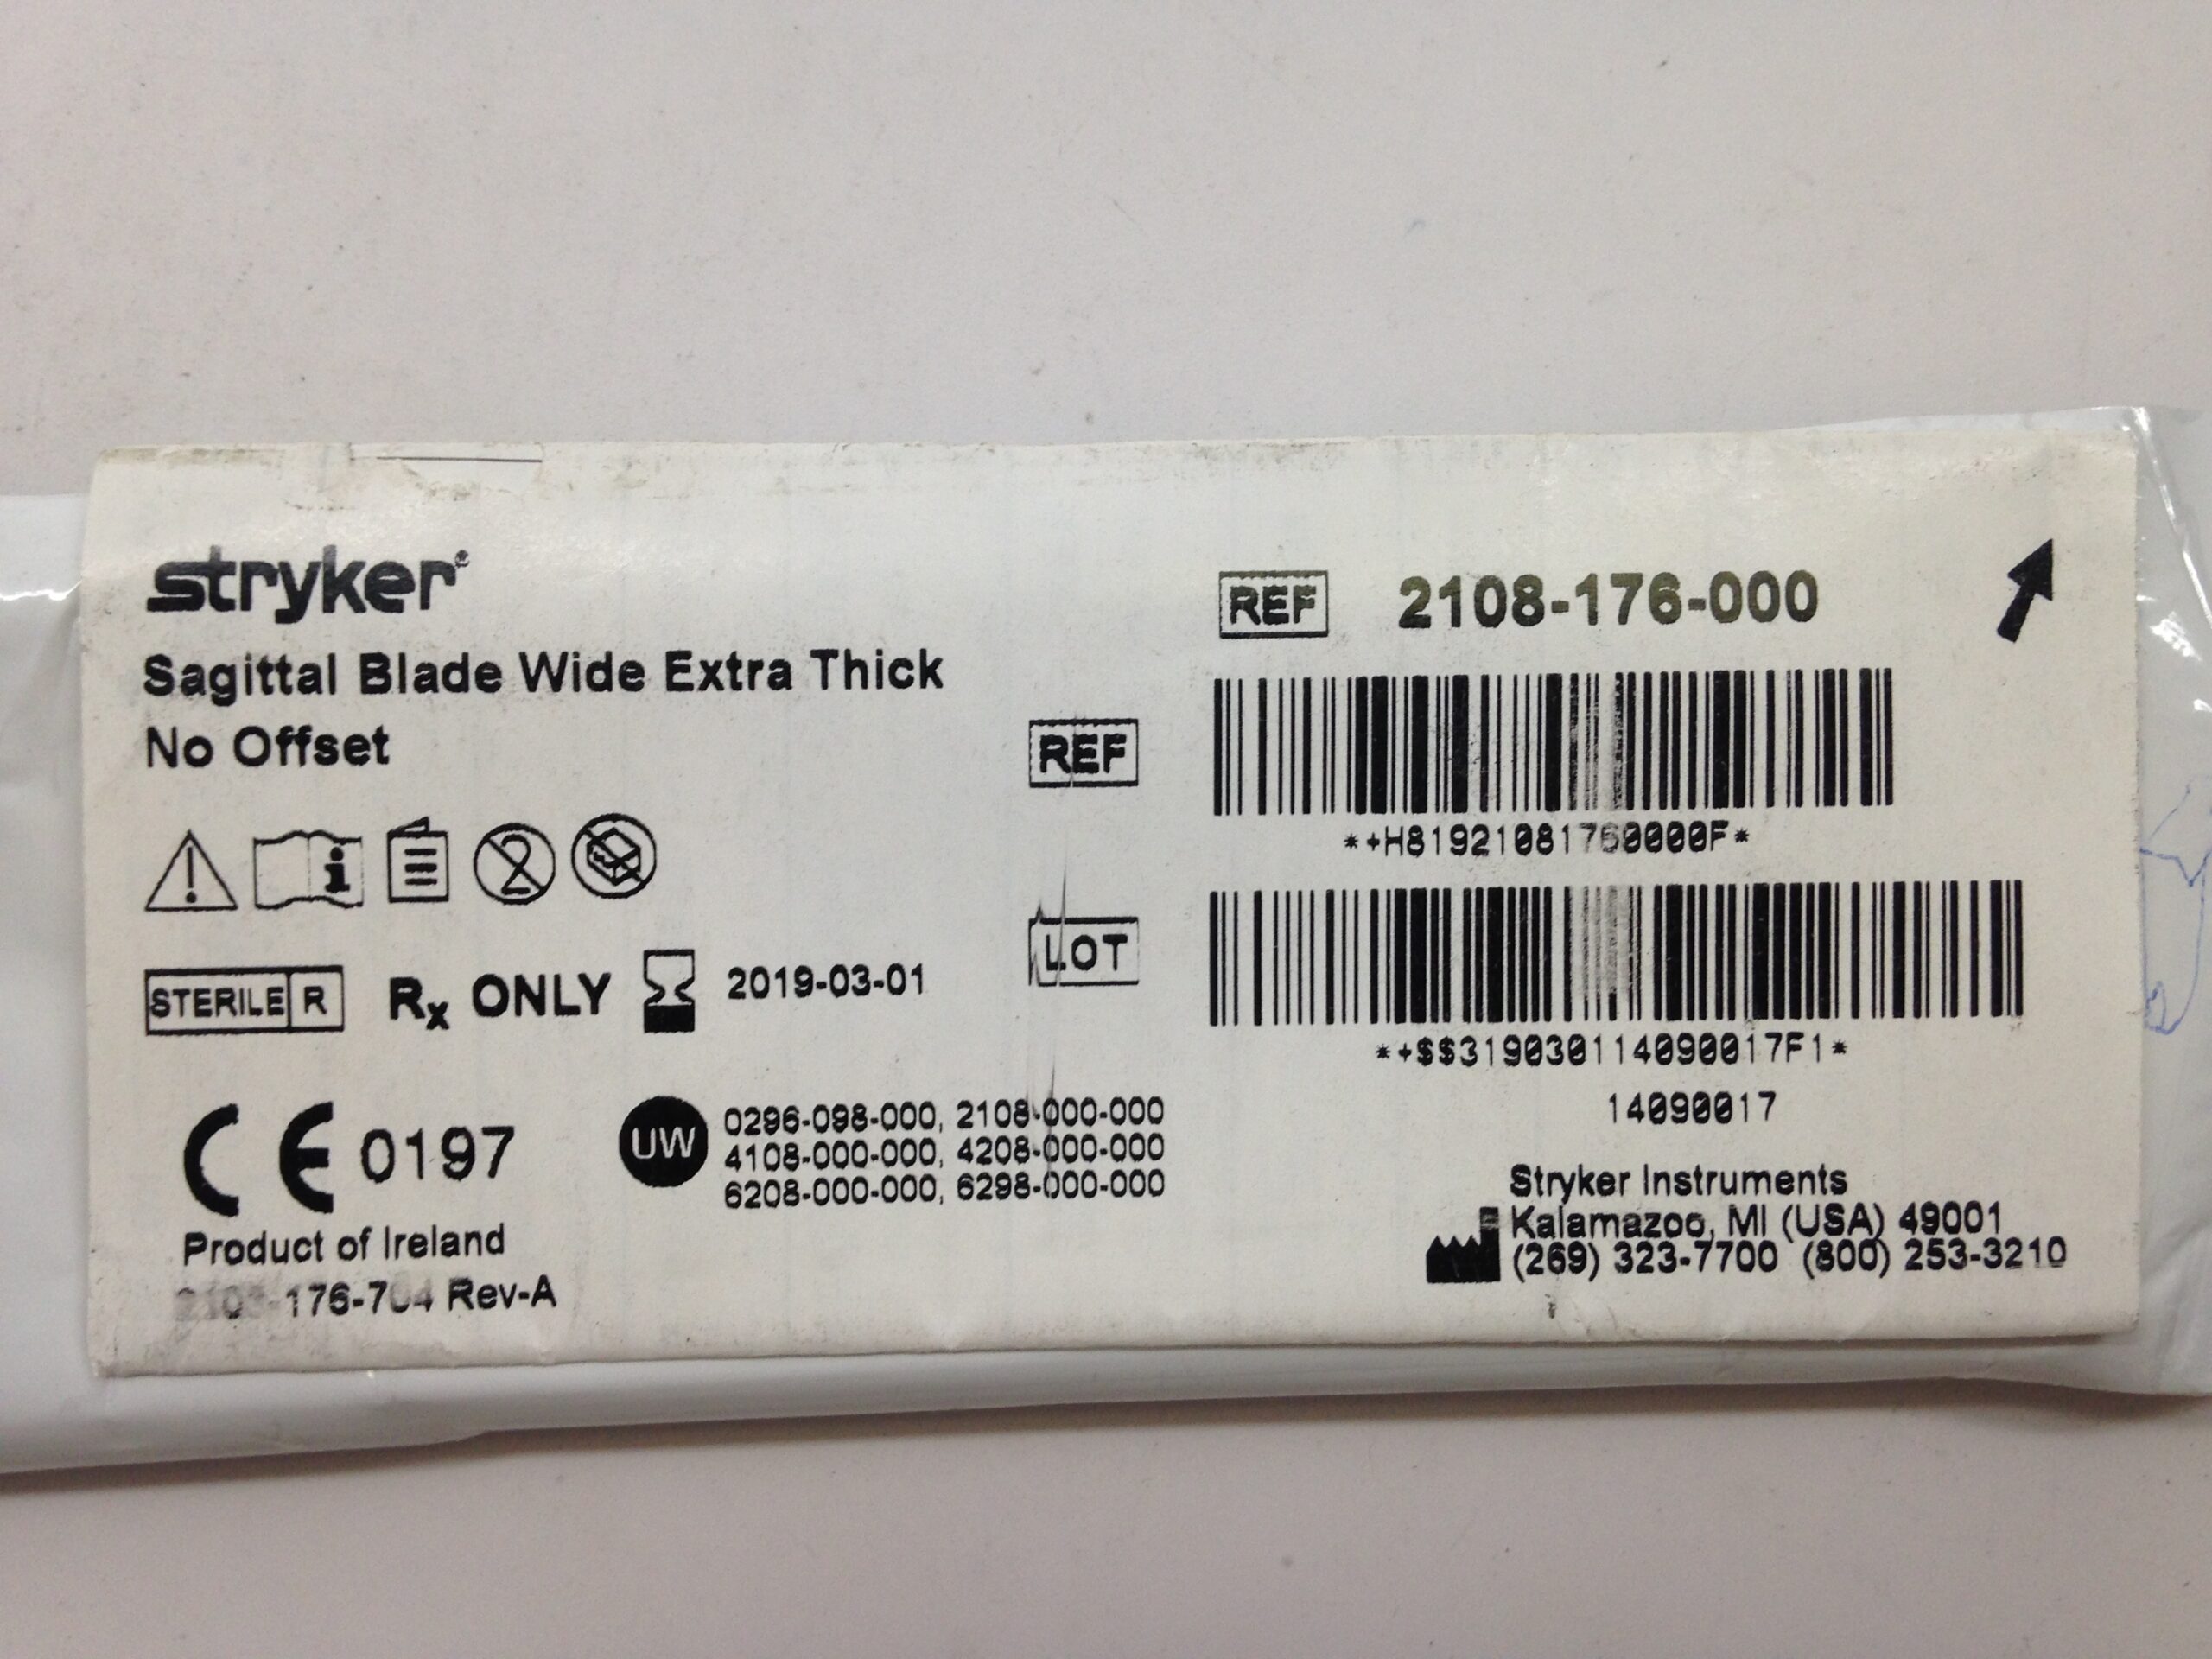 stryker®
Sagittal Blade Wide Extra Thick
No Offset
STERILE R
Rx ONLY
2019-03-01
CE 0197
Product of Ireland
2108-176-704 Rev-A
UW
0296-098-000, 2108-000-000
4108-000-000, 4208-000-000
6208-000-000, 6298-000-000
REF 2108-176-000
REF
*+H81921081760000F*
LOT
*+$$319030114090017F1*
14090017
Stryker Instruments
Kalamazoo, MI (USA) 49001
(269) 323-7700 (800) 253-3210